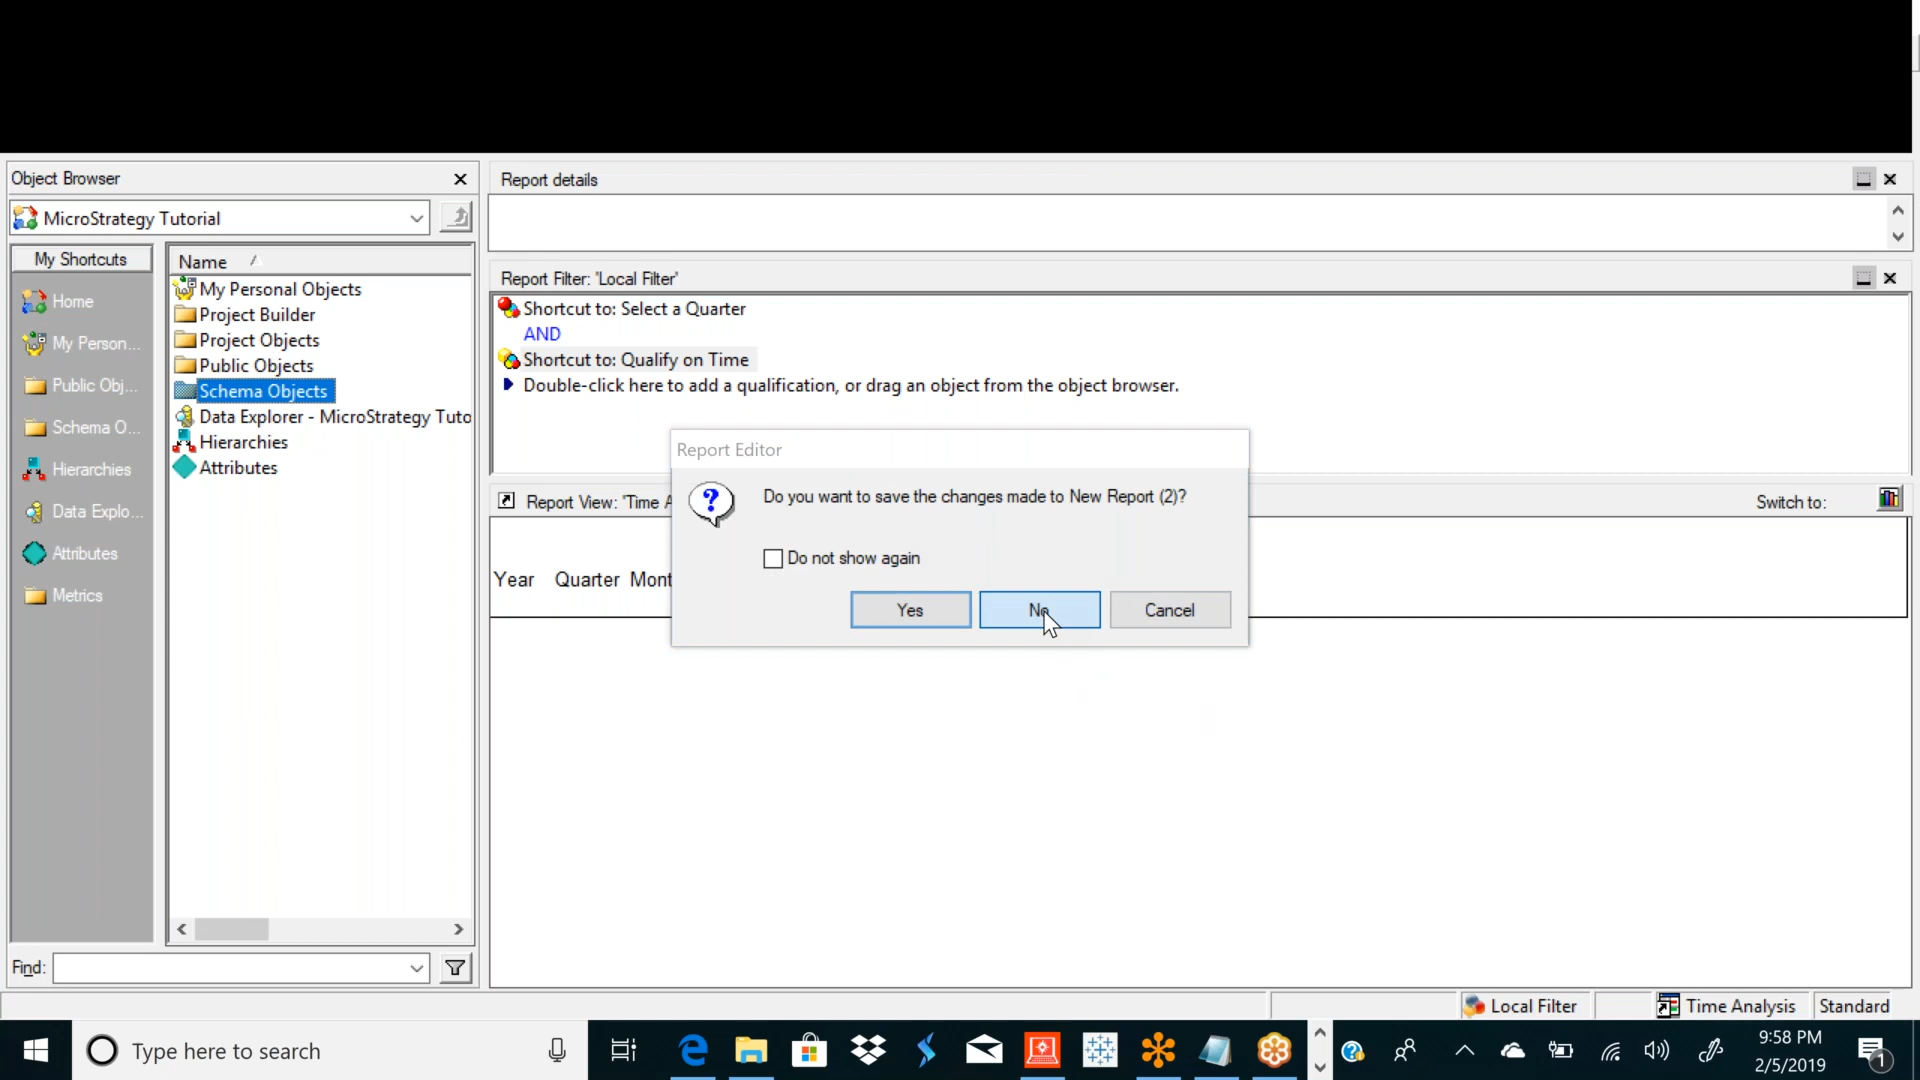 Object Browser
MicroStrategy Tutorial
My Shortcuts
Home
My Person...
Public Obj...
Schema O...
Hierarchies
Data Explo...
Attributes
Metrics
Name
My Personal Objects
Project Builder
Project Objects
Public Objects
Schema Objects
Data Explorer - MicroStrategy Tuto
Hierarchies
Attributes
Find:
Report details
Report Filter: 'Local Filter'
Shortcut to: Select a Quarter
AND
Shortcut to: Qualify on Time
Double-click here to add a qualification, or drag an object from the object browser.
Report View: 'Time A
Switch to:
Year Quarter Mont
Report Editor
Do you want to save the changes made to New Report (2)?
Do not show again
Yes No Cancel
Local Filter Time Analysis Standard
Type here to search
9:58 PM
2/5/2019
1